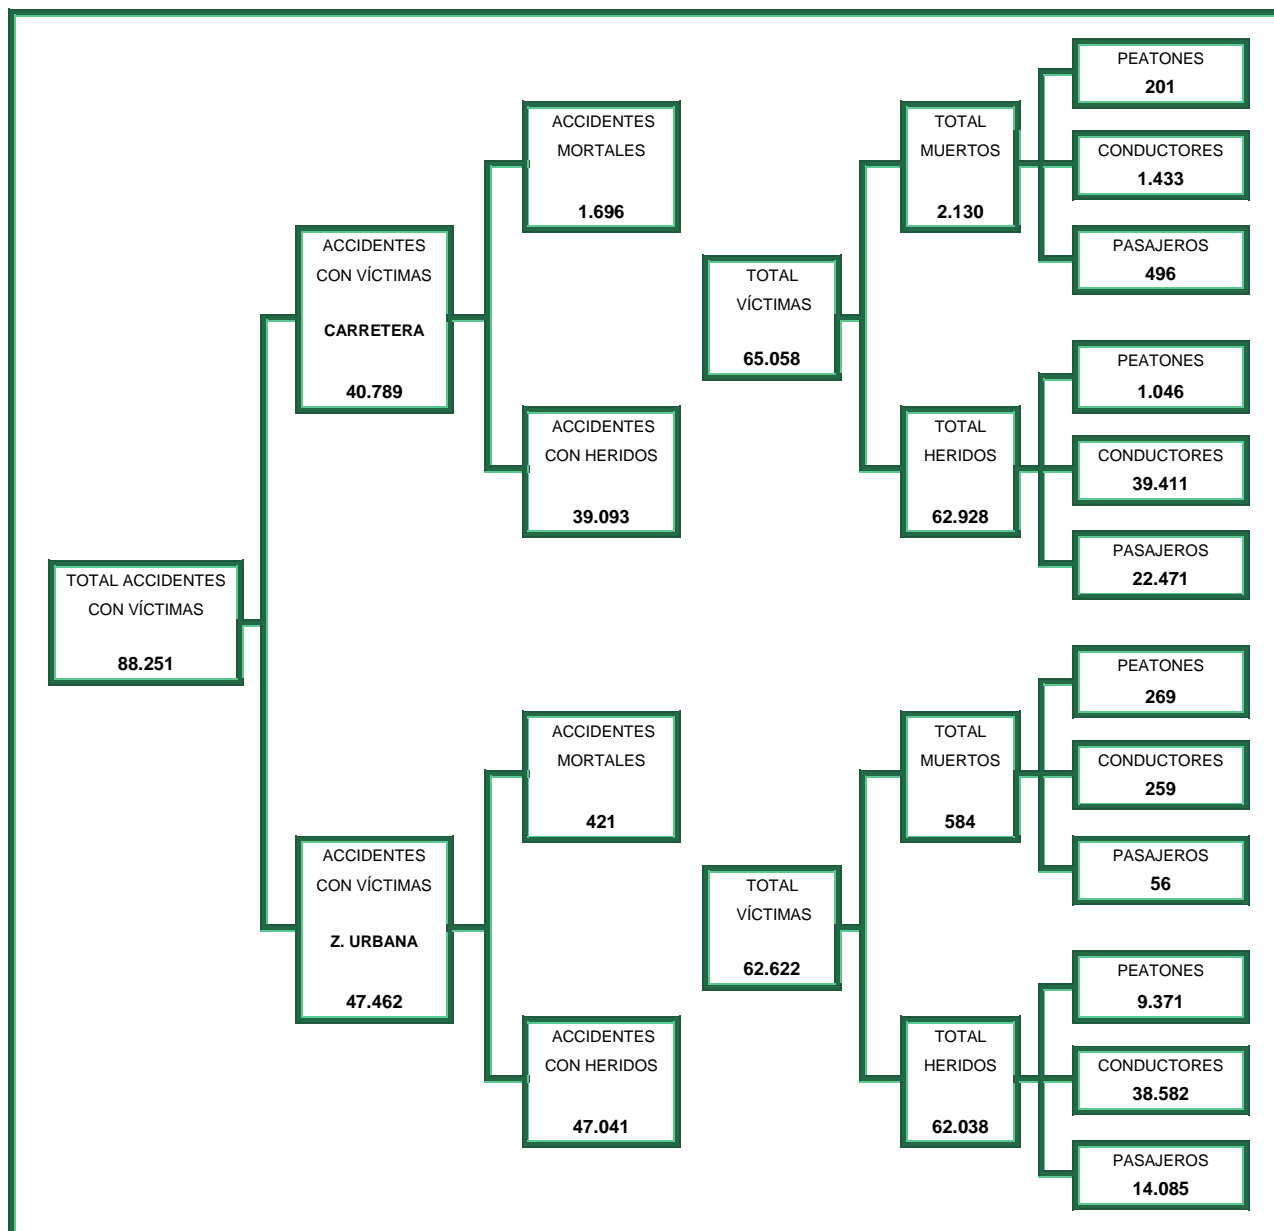 TOTAL ACCIDENTES
CON VÍCTIMAS
88.251
ACCIDENTES
CON VÍCTIMAS
CARRETERA
40.789
ACCIDENTES
MORTALES
1.696
ACCIDENTES
CON HERIDOS
39.093
TOTAL
VÍCTIMAS
65.058
TOTAL
MUERTOS
2.130
PEATONES
201
CONDUCTORES
1.433
PASAJEROS
496
TOTAL
HERIDOS
62.928
PEATONES
1.046
CONDUCTORES
39.411
PASAJEROS
22.471
ACCIDENTES
CON VÍCTIMAS
Z. URBANA
47.462
ACCIDENTES
MORTALES
421
ACCIDENTES
CON HERIDOS
47.041
TOTAL
VÍCTIMAS
62.622
TOTAL
MUERTOS
584
PEATONES
269
CONDUCTORES
259
PASAJEROS
56
TOTAL
HERIDOS
62.038
PEATONES
9.371
CONDUCTORES
38.582
PASAJEROS
14.085